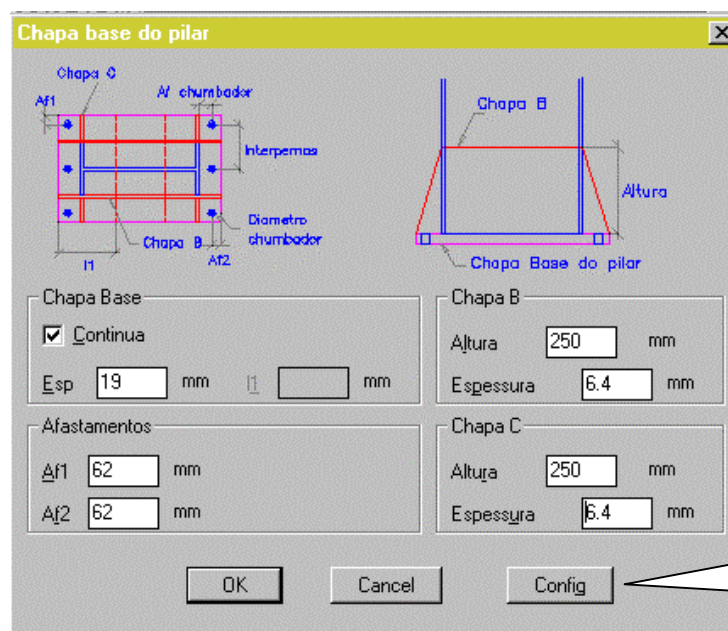 Chapa base do pilar
Chapa C
Af1
Af chumbador
Interpernos
Diametro
chumbador
Chapa B
Af2
l1
Chapa B
Altura
Chapa Base do pilar
Chapa Base
Continua
Esp 19 mm l1 mm
Chapa B
Altura 250 mm
Espessura 6.4 mm
Afastamentos
Af1 62 mm
Af2 62 mm
Chapa C
Altura 250 mm
Espessura 6.4 mm
OK Cancel Config